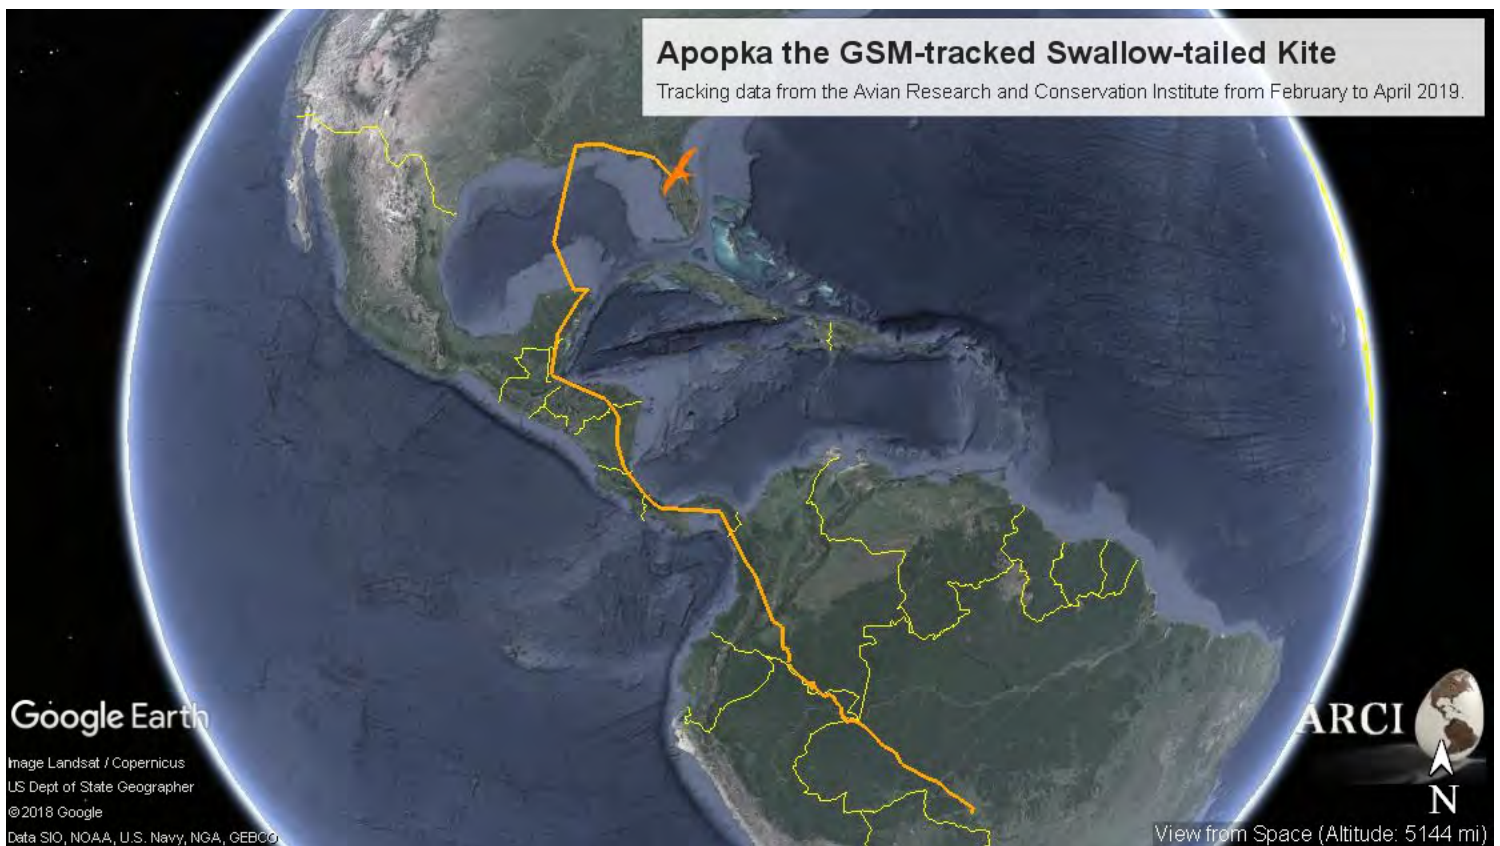 Apopka the GSM-tracked Swallow-tailed Kite
Tracking data from the Avian Research and Conservation Institute from February to April 2019.
Google Earth
Image Landsat / Copernicus
US Dept of State Geographer
©2018 Google
Data SIO, NOAA, U.S. Navy, NGA, GEBCO
ARCI
N
View from Space (Altitude: 5144 mi)